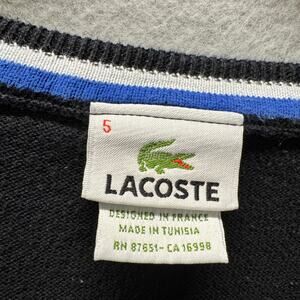 5
LACOSTE
DESIGNED IN FRANCE
MADE IN TUNISIA
RN 87651-CA 16998